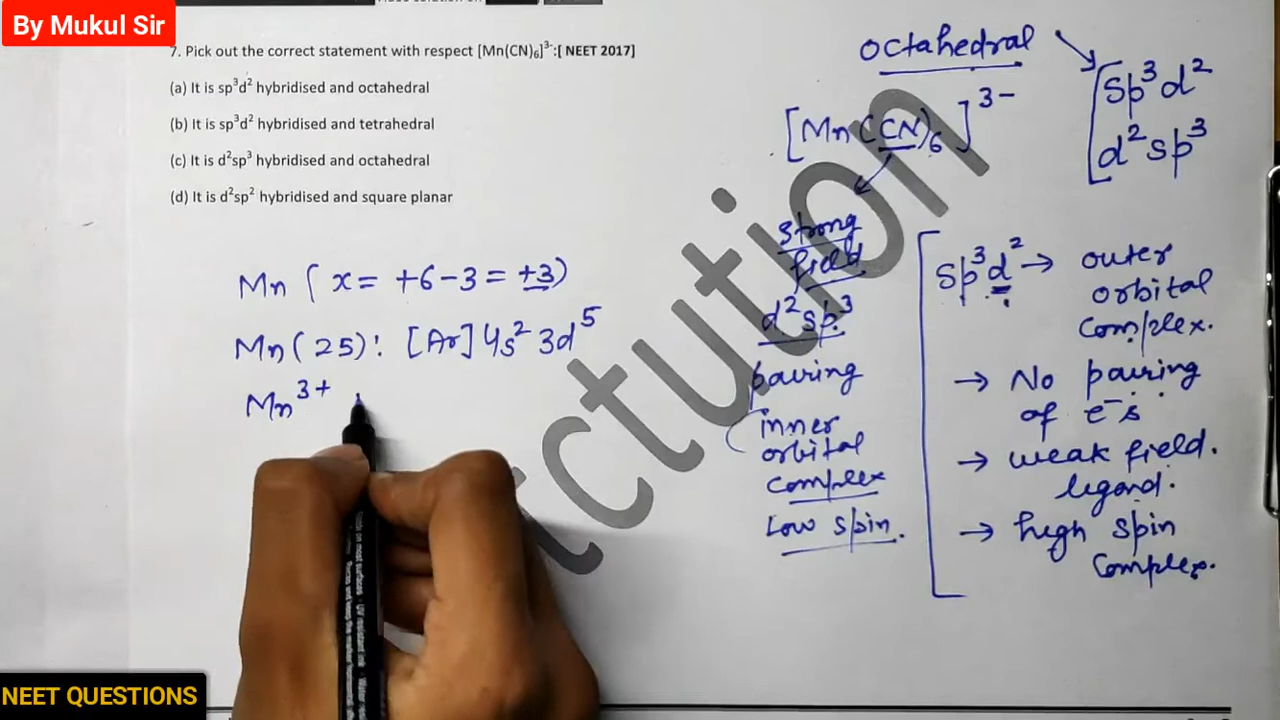 By Mukul Sir
7. Pick out the correct statement with respect [Mn(CN)₆]³⁻:[ NEET 2017]
(a) It is sp³d² hybridised and octahedral
(b) It is sp³d² hybridised and tetrahedral
(c) It is d²sp³ hybridised and octahedral
(d) It is d²sp² hybridised and square planar
Mn ( x = +6-3 = +3)
Mn (25): [Ar] 4s² 3d⁵
Mn³⁺
octahedral
sp³d²
d²sp³
[Mn(CN)₆]³⁻
strong
field
d²sp³
pairing
inner
orbital
complex
Low spin.
sp³d² → outer
orbital
complex.
→ No pairing
of e⁻s
→ weak field.
ligand.
→ high spin
complex.
NEET QUESTIONS